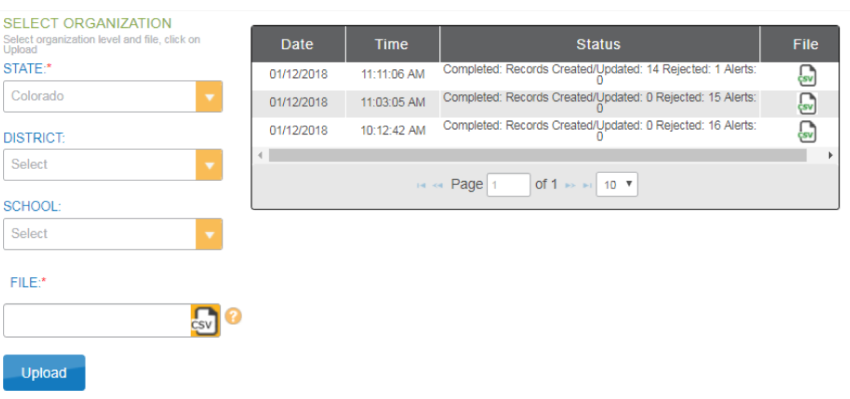 SELECT ORGANIZATION
Select organization level and file, click on
Upload
STATE:*
Colorado
DISTRICT:
Select
SCHOOL:
Select
FILE:*
CSV
?
Upload
Date Time Status File
01/12/2018 11:11:06 AM Completed: Records Created/Updated: 14 Rejected: 1 Alerts:
0
CSV
01/12/2018 11:03:05 AM Completed: Records Created/Updated: 0 Rejected: 15 Alerts:
0
CSV
01/12/2018 10:12:42 AM Completed: Records Created/Updated: 0 Rejected: 16 Alerts:
0
CSV
Page 1 of 1 10